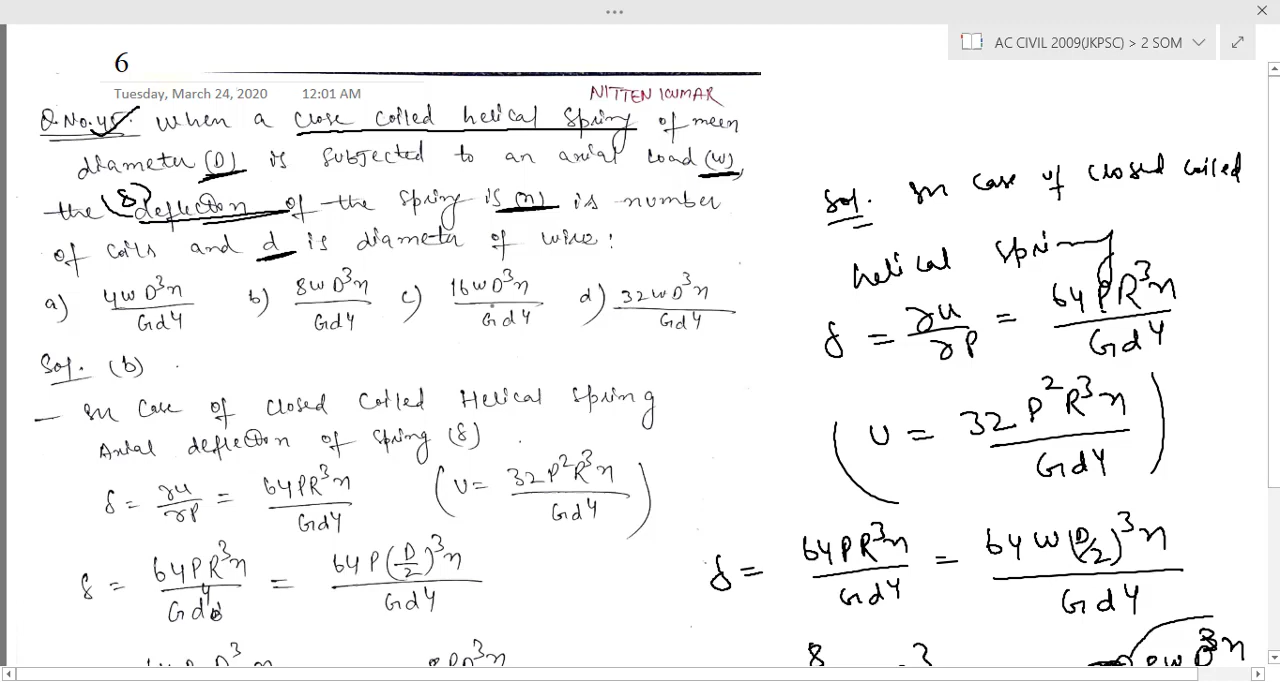 AC CIVIL 2009(JKPSC) > 2 SOM
6
Tuesday, March 24, 2020 12:01 AM
NITTEN KUMAR
Q.No.45. When a close coiled helical spring of meen
diameter (D) is subjected to an axial load (W),
the (δ) deflection of the spring is (n) is number
of coils and d is diameter of wire:
a) 4WD³n/Gd4 b) 8WD³n/Gd4 c) 16WD³n/Gd4 d) 32WD³n/Gd4
Sol. (b)
— In case of closed coiled Helical spring
Axial deflection of spring (δ)
δ = ∂u/∂P = 64PR³n/Gd4 (U = 32P²R³n/Gd4)
δ = 64PR³n/Gd4 = 64P(D/2)³n/Gd4
Sol. In case of closed coiled
helical spring
δ = ∂u/∂P = 64PR³n/Gd4
(U = 32P²R³n/Gd4)
δ = 64PR³n/Gd4 = 64W(D/2)³n/Gd4